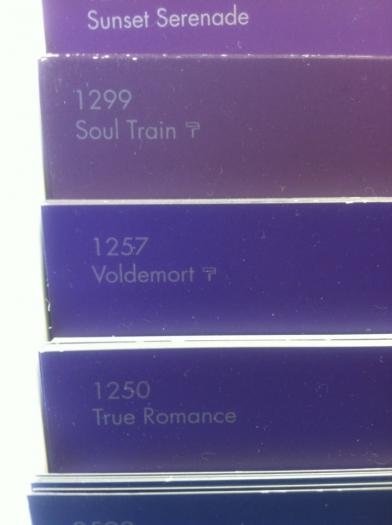 Sunset Serenade
1299
Soul Train
1257
Voldemort
1250
True Romance